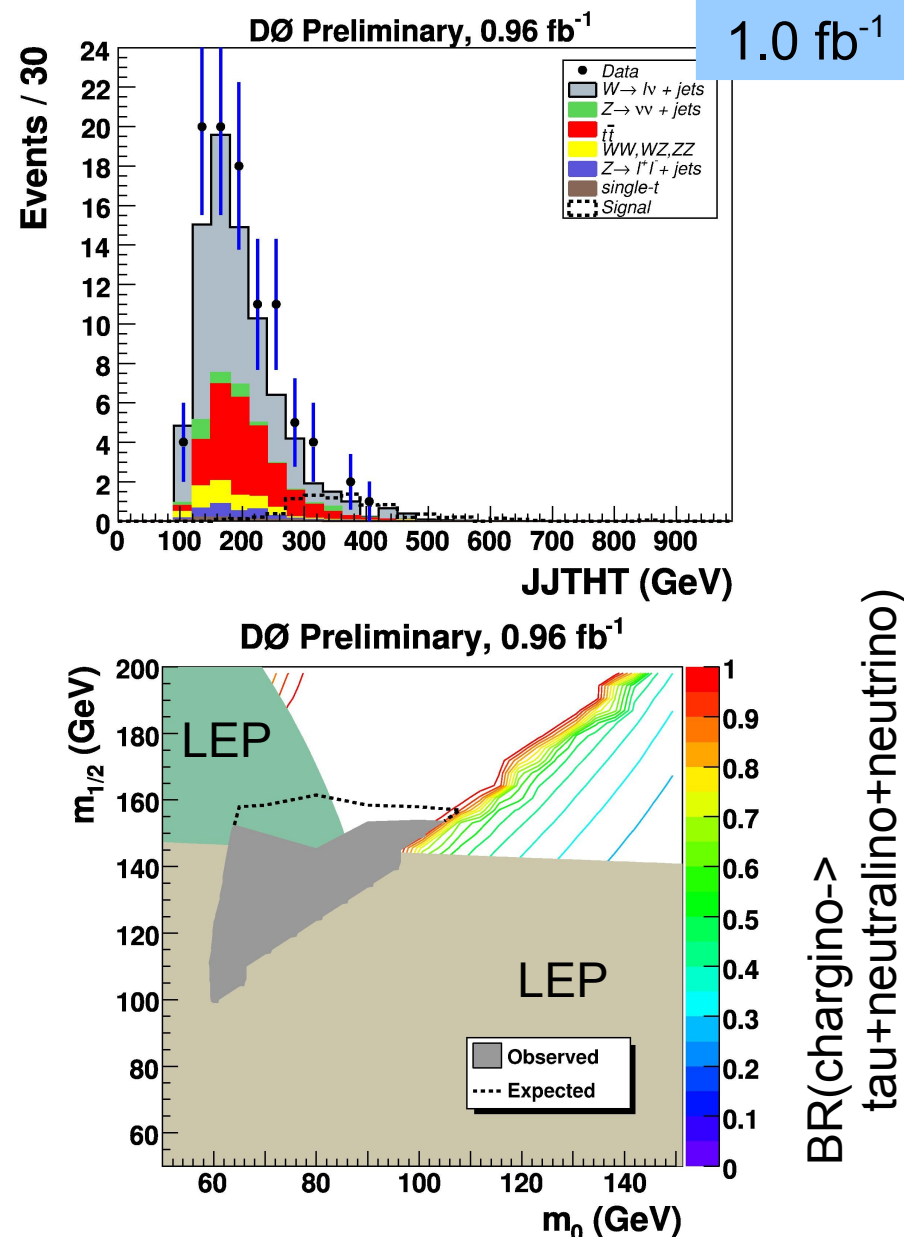 1.0 fb-1
DØ Preliminary, 0.96 fb-1
Events / 30
24
22
20
18
16
14
12
10
8
6
4
2
0
Data
W→ lν + jets
Z→ νν + jets
tt̄
WW,WZ,ZZ
Z→ l+l- + jets
single-t
Signal
0 100 200 300 400 500 600 700 800 900
JJTHT (GeV)
DØ Preliminary, 0.96 fb-1
m1/2 (GeV)
200
180
160
140
120
100
80
60
LEP
LEP
Observed
Expected
60 80 100 120 140
m0 (GeV)
1
0.9
0.8
0.7
0.6
0.5
0.4
0.3
0.2
0.1
0
BR(chargino->
tau+neutralino+neutrino)